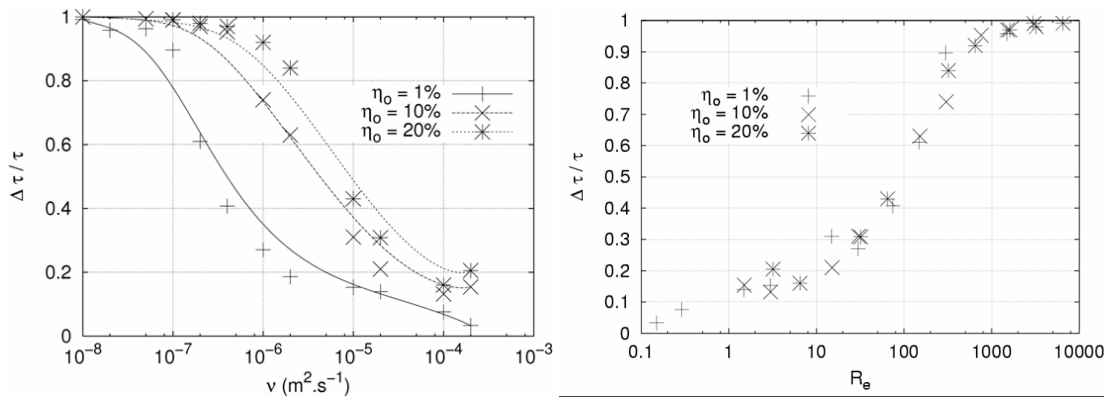 1
0.8
0.6
0.4
0.2
0
Δ τ / τ
η₀ = 1%
η₀ = 10%
η₀ = 20%
10⁻⁸ 10⁻⁷ 10⁻⁶ 10⁻⁵ 10⁻⁴ 10⁻³
ν (m².s⁻¹)
1
0.9
0.8
0.7
0.6
0.5
0.4
0.3
0.2
0.1
0
Δ τ / τ
η₀ = 1%
η₀ = 10%
η₀ = 20%
0.1 1 10 100 1000 10000
Rₑ